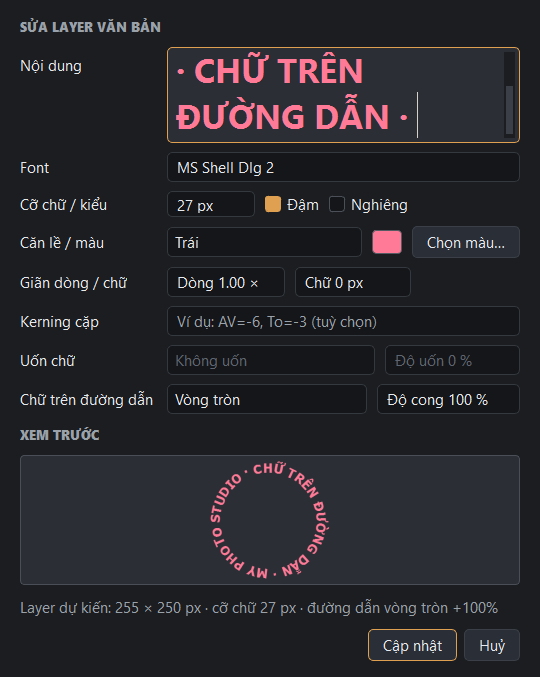 SỬA LAYER VĂN BẢN
Nội dung
· CHỮ TRÊN
ĐƯỜNG DẪN ·
Font
MS Shell Dlg 2
Cỡ chữ / kiểu
27 px
Đậm
Nghiêng
Căn lề / màu
Trái
Chọn màu...
Giãn dòng / chữ
Dòng 1.00 ×
Chữ 0 px
Kerning cặp
Ví dụ: AV=-6, To=-3 (tuỳ chọn)
Uốn chữ
Không uốn
Độ uốn 0 %
Chữ trên đường dẫn
Vòng tròn
Độ cong 100 %
XEM TRƯỚC
MY PHOTO STUDIO · CHỮ TRÊN ĐƯỜNG DẪN ·
Layer dự kiến: 255 × 250 px · cỡ chữ 27 px · đường dẫn vòng tròn +100%
Cập nhật
Huỷ